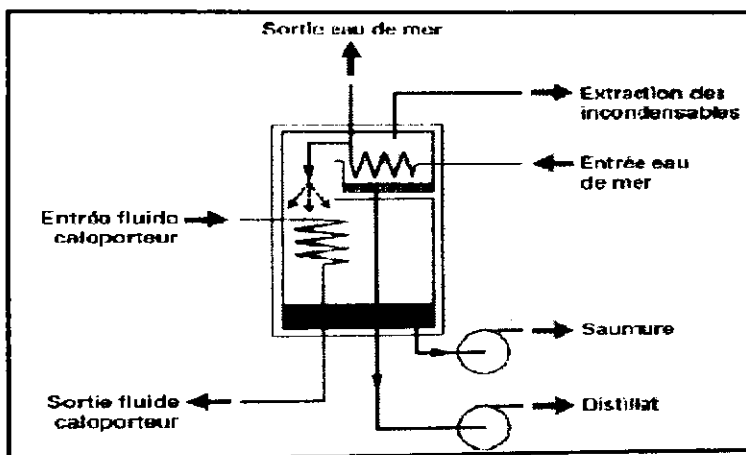 Sortie eau de mer
Extraction des
incondensables
Entrée eau
de mer
Entrée fluide
caloporteur
Saumure
Sortie fluide
caloporteur
Distillat